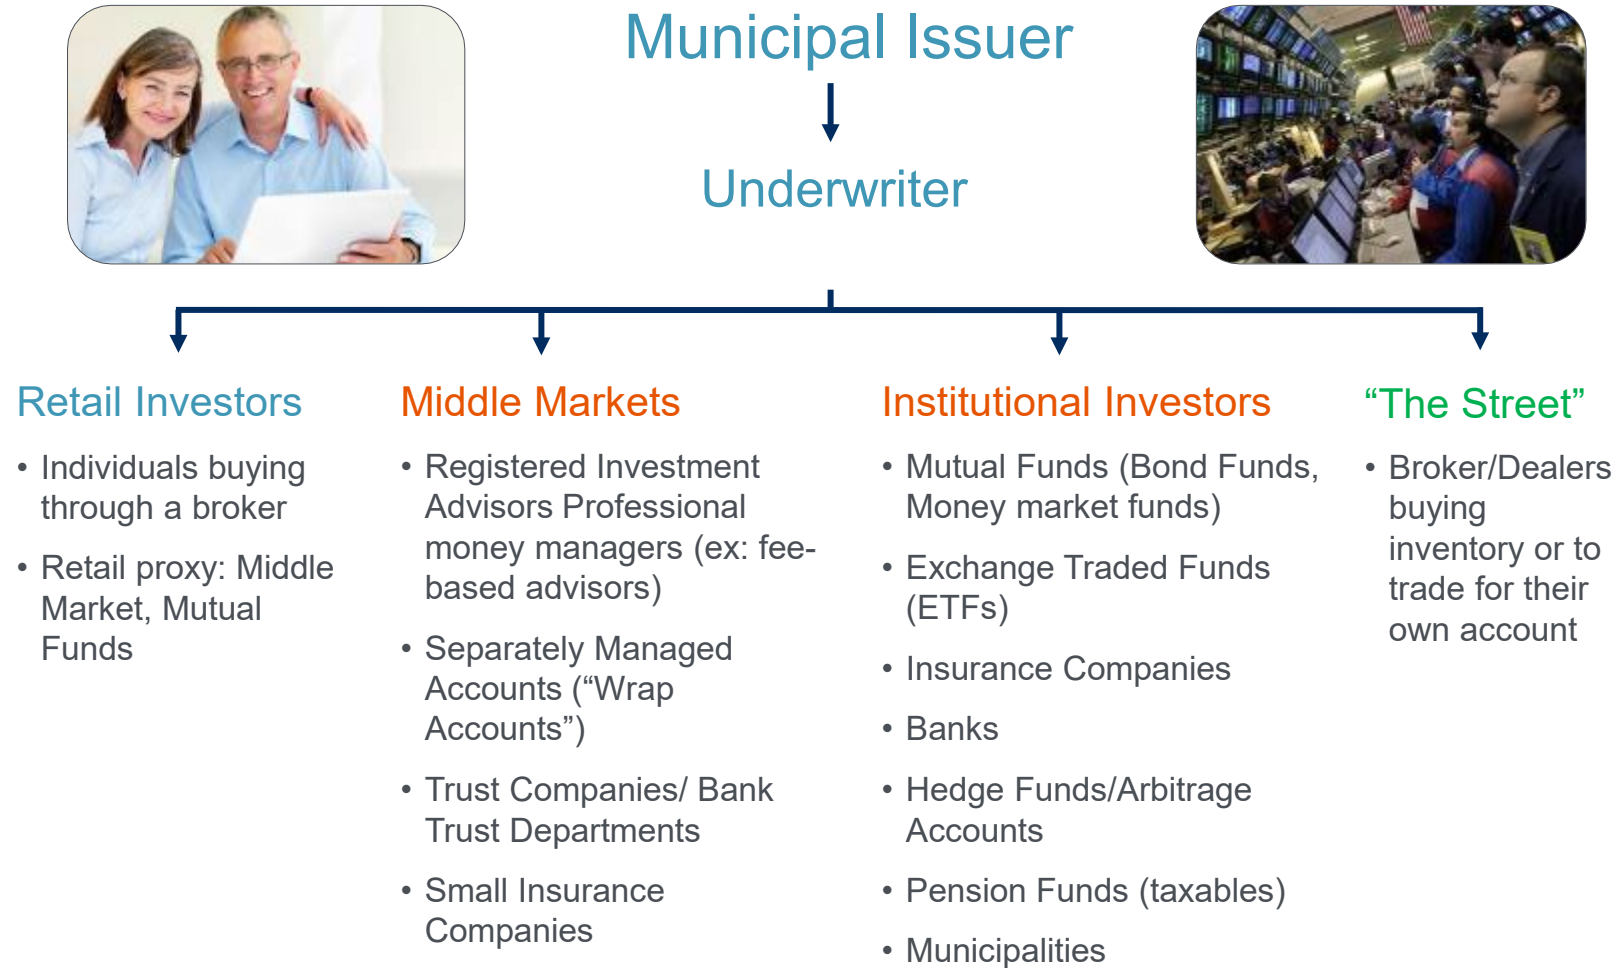 Municipal Issuer
Underwriter
Retail Investors
• Individuals buying
through a broker
• Retail proxy: Middle
Market, Mutual
Funds
Middle Markets
• Registered Investment
Advisors Professional
money managers (ex: fee-
based advisors)
• Separately Managed
Accounts (“Wrap
Accounts”)
• Trust Companies/ Bank
Trust Departments
• Small Insurance
Companies
Institutional Investors
• Mutual Funds (Bond Funds,
Money market funds)
• Exchange Traded Funds
(ETFs)
• Insurance Companies
• Banks
• Hedge Funds/Arbitrage
Accounts
• Pension Funds (taxables)
• Municipalities
“The Street”
• Broker/Dealers
buying
inventory or to
trade for their
own account